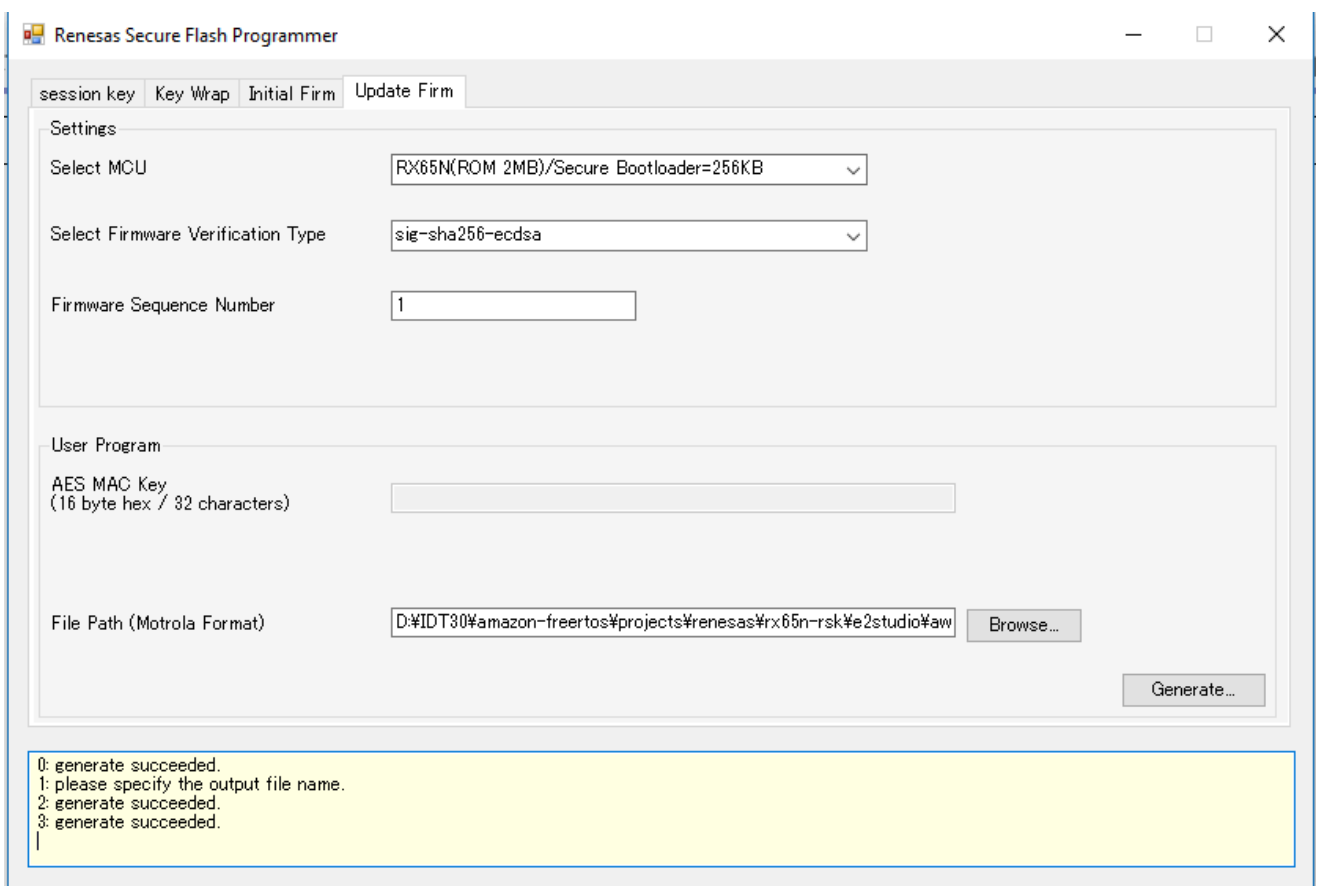 Renesas Secure Flash Programmer
session key Key Wrap Initial Firm Update Firm
Settings
Select MCU RX65N(ROM 2MB)/Secure Bootloader=256KB
Select Firmware Verification Type sig-sha256-ecdsa
Firmware Sequence Number 1
User Program
AES MAC Key
(16 byte hex / 32 characters)
File Path (Motrola Format) D:¥IDT30¥amazon-freertos¥projects¥renesas¥rx65n-rsk¥e2studio¥aw Browse...
Generate...
0: generate succeeded.
1: please specify the output file name.
2: generate succeeded.
3: generate succeeded.